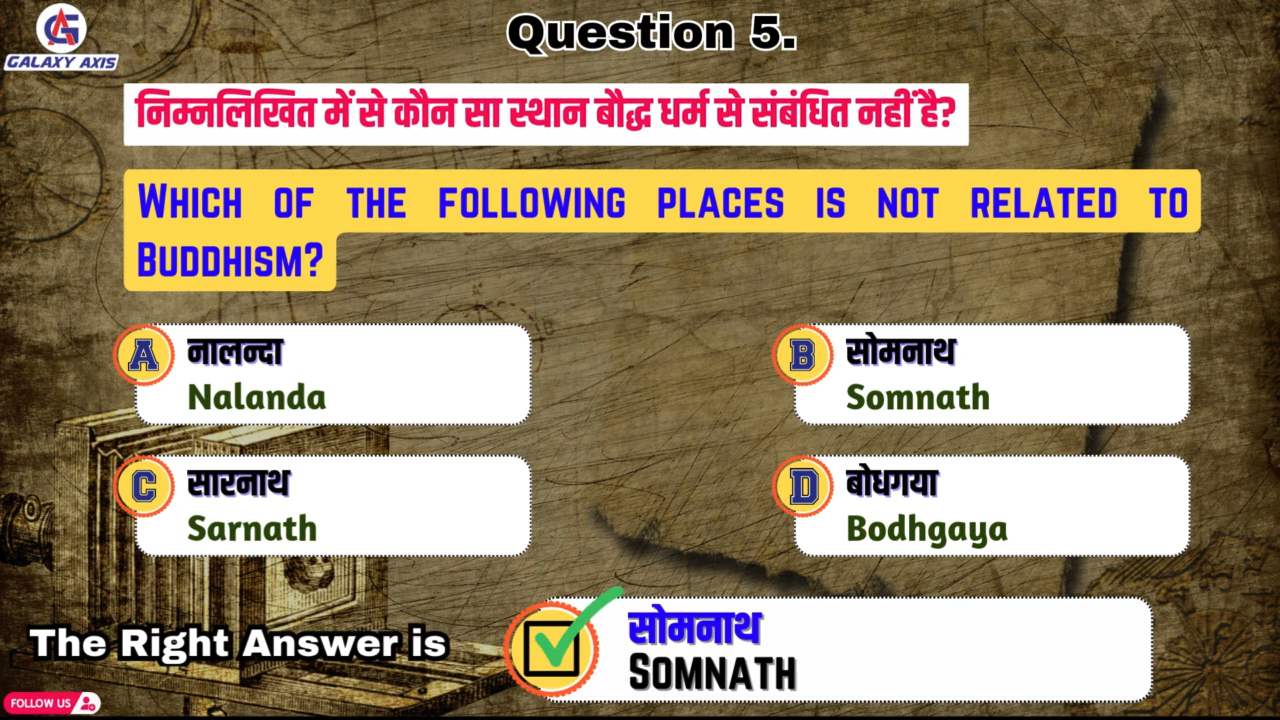 GALAXY AXIS
Question 5.
निम्नलिखित में से कौन सा स्थान बौद्ध धर्म से संबंधित नहीं है?
WHICH OF THE FOLLOWING PLACES IS NOT RELATED TO
BUDDHISM?
A
नालन्दा
Nalanda
B
सोमनाथ
Somnath
C
सारनाथ
Sarnath
D
बोधगया
Bodhgaya
The Right Answer is
सोमनाथ
SOMNATH
FOLLOW US